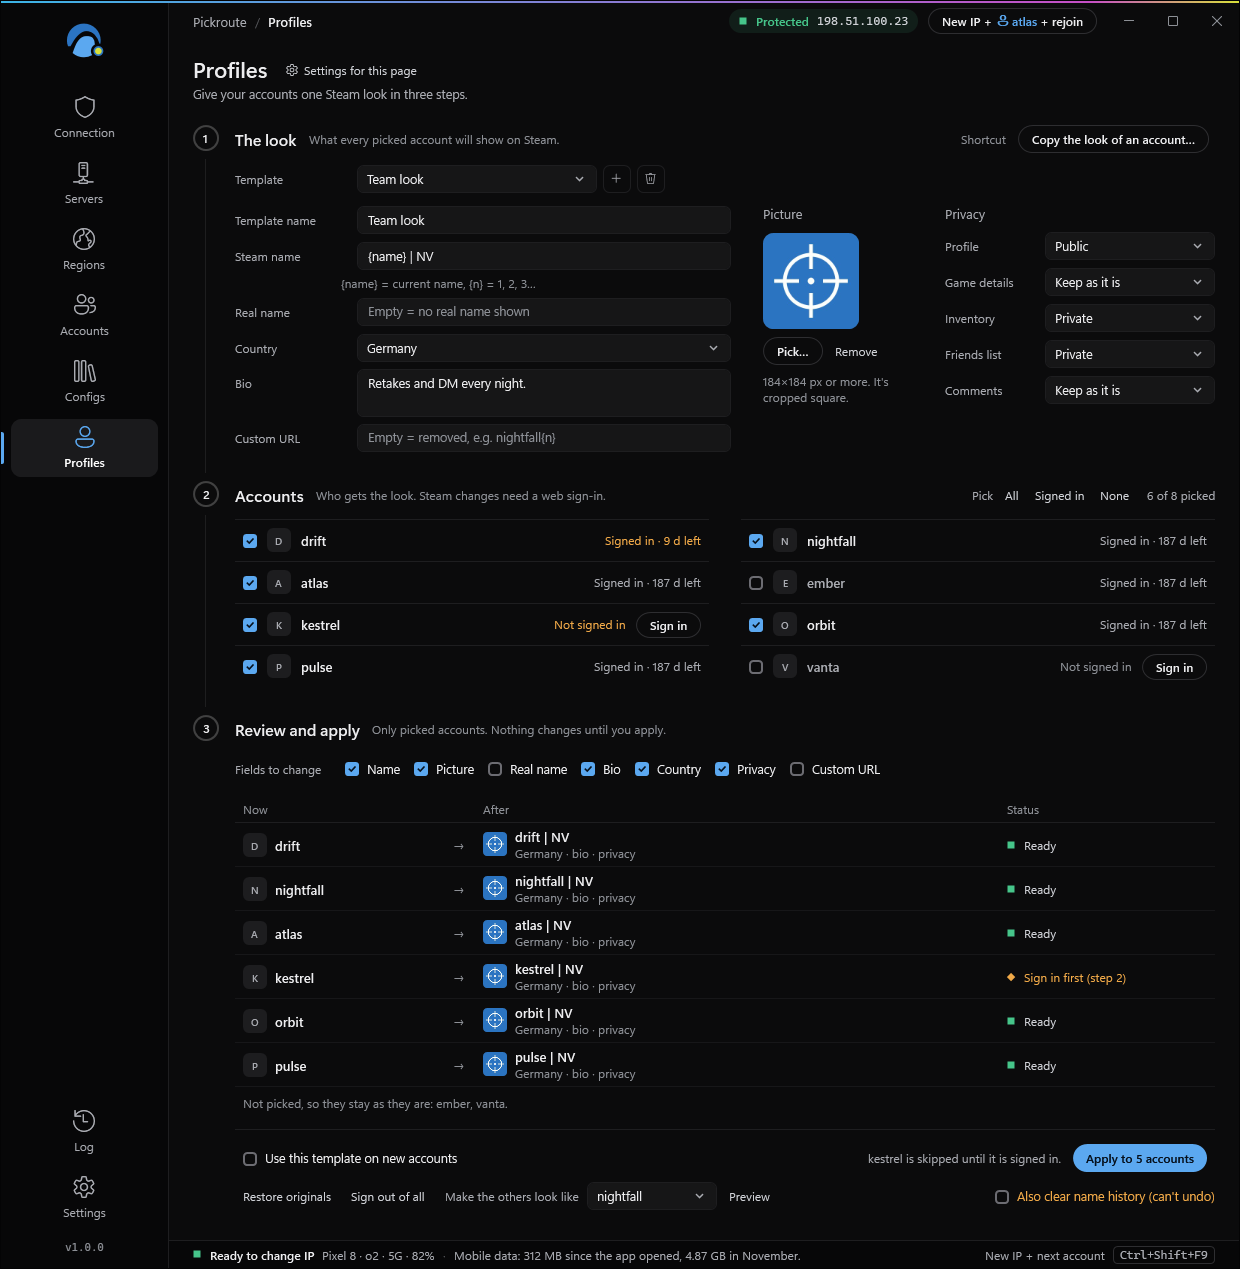 Pickroute / Profiles
Protected 198.51.100.23
New IP + atlas + rejoin
Connection
Servers
Regions
Accounts
Configs
Profiles
Log
Settings
v1.0.0
Profiles Settings for this page
Give your accounts one Steam look in three steps.
1 The look What every picked account will show on Steam. Shortcut Copy the look of an account...
Template Team look +
Template name Team look
Steam name {name} | NV
{name} = current name, {n} = 1, 2, 3...
Real name Empty = no real name shown
Country Germany
Bio Retakes and DM every night.
Custom URL Empty = removed, e.g. nightfall{n}
Picture
Pick... Remove
184×184 px or more. It's
cropped square.
Privacy
Profile Public
Game details Keep as it is
Inventory Private
Friends list Private
Comments Keep as it is
2 Accounts Who gets the look. Steam changes need a web sign-in. Pick All Signed in None 6 of 8 picked
D drift Signed in · 9 d left
N nightfall Signed in · 187 d left
A atlas Signed in · 187 d left
E ember Signed in · 187 d left
K kestrel Not signed in Sign in
O orbit Signed in · 187 d left
P pulse Signed in · 187 d left
V vanta Not signed in Sign in
3 Review and apply Only picked accounts. Nothing changes until you apply.
Fields to change Name Picture Real name Bio Country Privacy Custom URL
Now After Status
D drift → drift | NV Ready
Germany · bio · privacy
N nightfall → nightfall | NV Ready
Germany · bio · privacy
A atlas → atlas | NV Ready
Germany · bio · privacy
K kestrel → kestrel | NV Sign in first (step 2)
Germany · bio · privacy
O orbit → orbit | NV Ready
Germany · bio · privacy
P pulse → pulse | NV Ready
Germany · bio · privacy
Not picked, so they stay as they are: ember, vanta.
Use this template on new accounts kestrel is skipped until it is signed in. Apply to 5 accounts
Restore originals Sign out of all Make the others look like nightfall Preview Also clear name history (can't undo)
Ready to change IP Pixel 8 · o2 · 5G · 82% · Mobile data: 312 MB since the app opened, 4.87 GB in November. New IP + next account Ctrl+Shift+F9